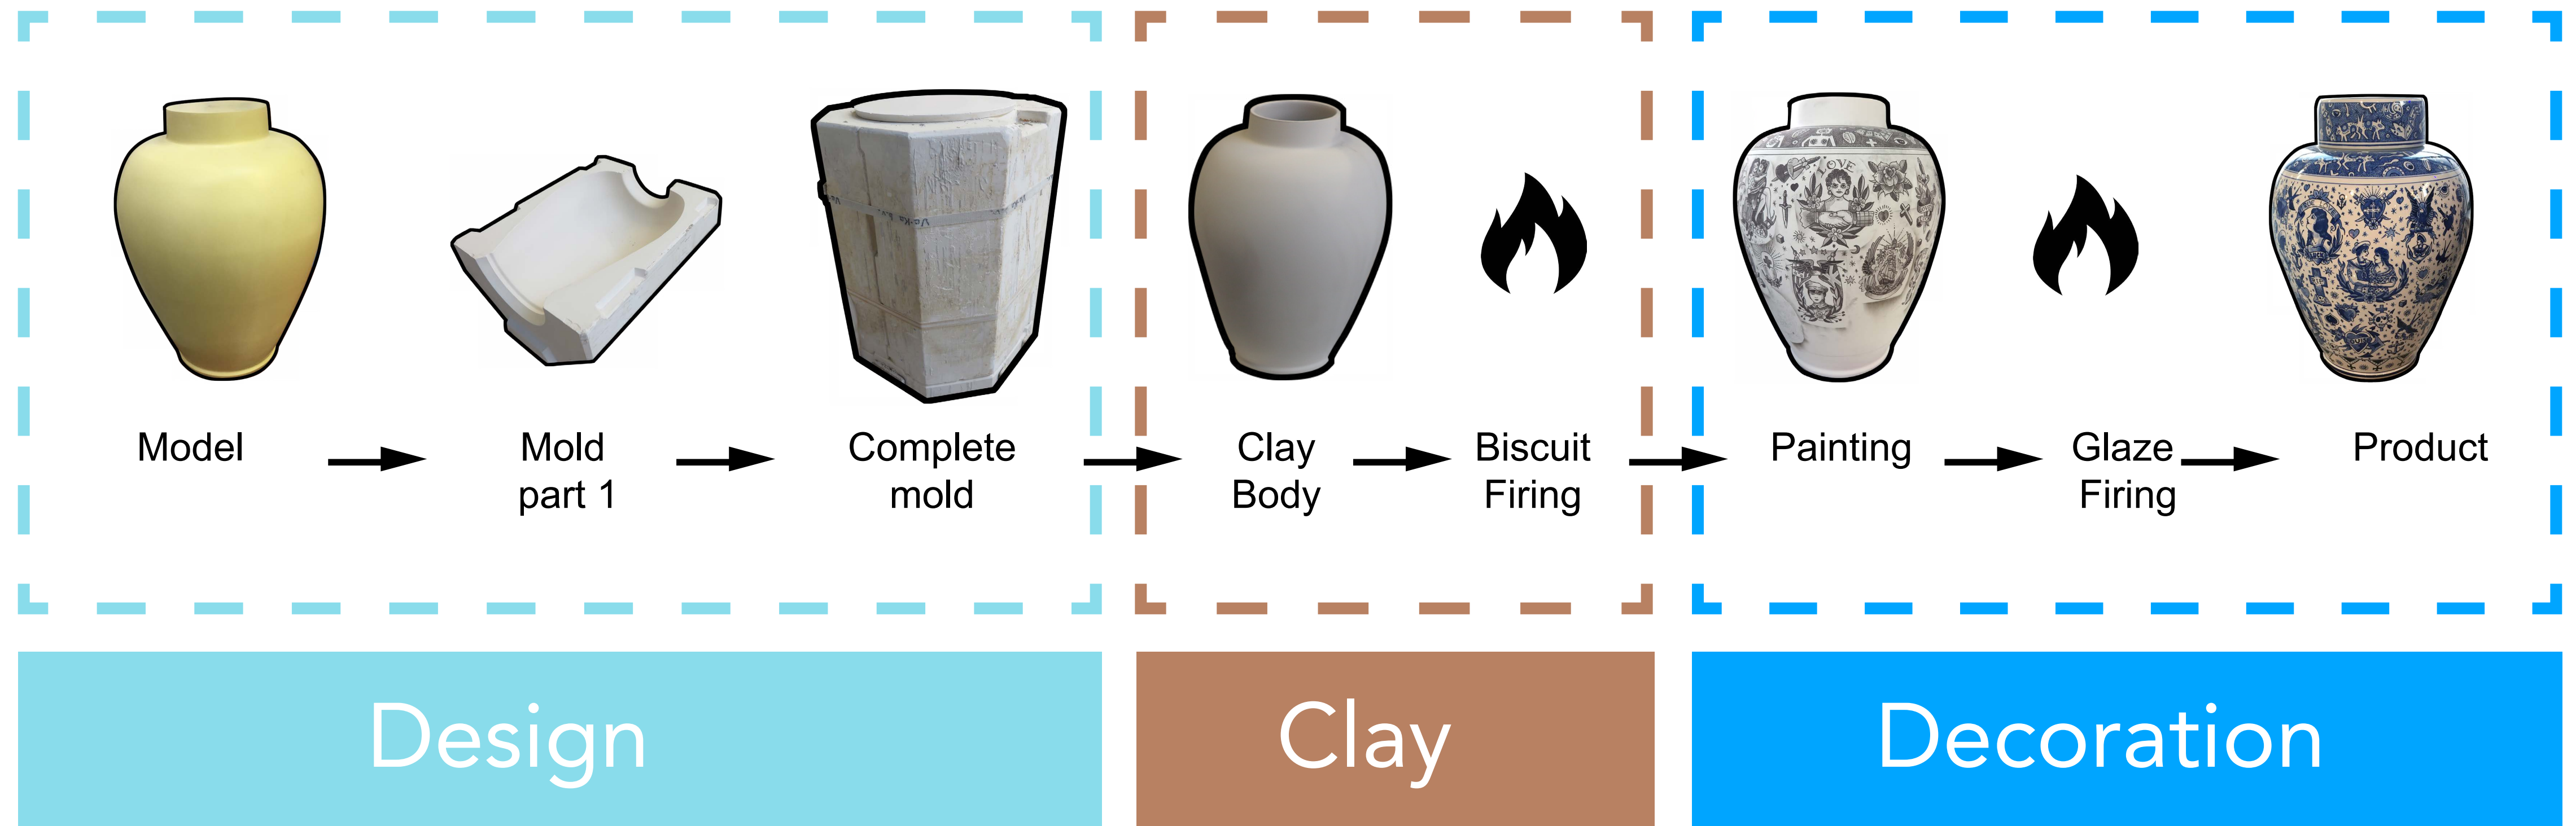 Model
Mold
part 1
Complete
mold
Clay
Body
Biscuit
Firing
Painting
Glaze
Firing
Product
Design
Clay
Decoration